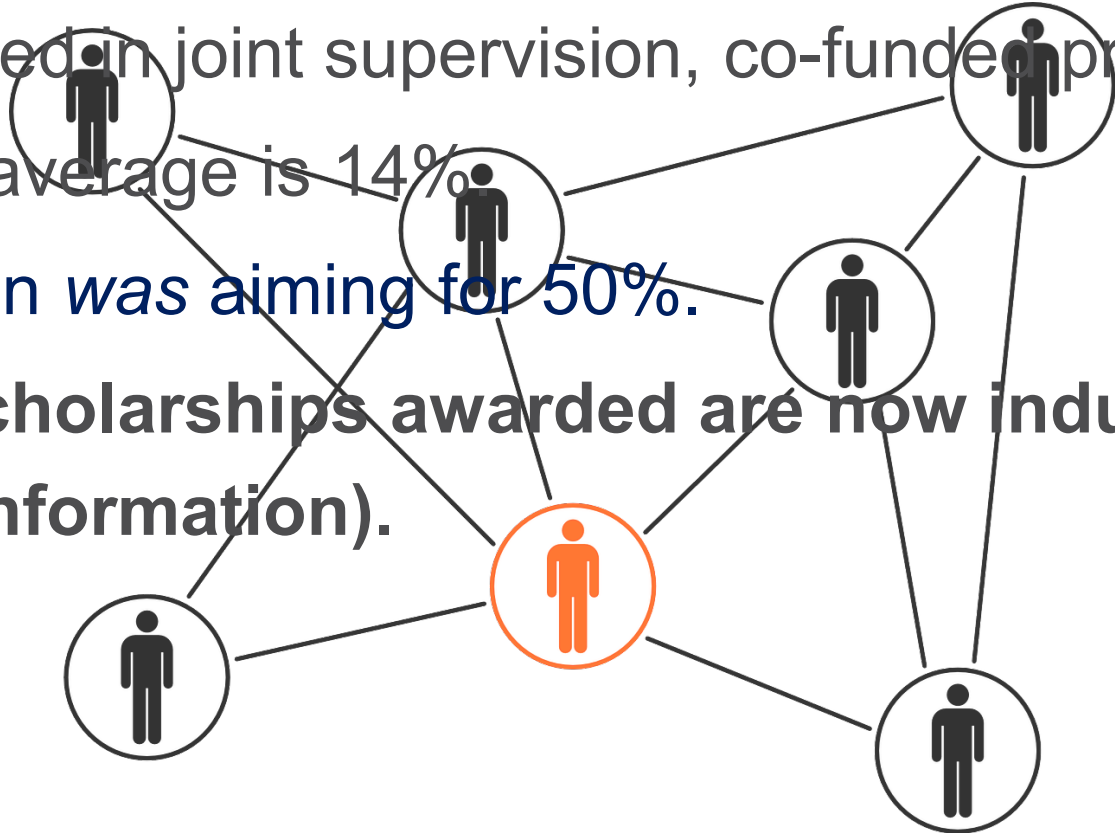 ed in joint supervision, co-funded pr
average is 14%.
n was aiming for 50%.
cholarships awarded are now indu
nformation).